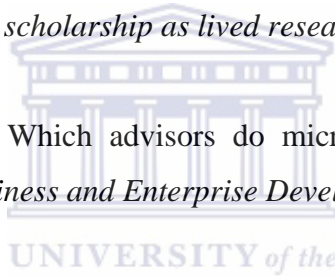 scholarship as lived resea
Which advisors do micr
iness and Enterprise Devel
UNIVERSITY of the